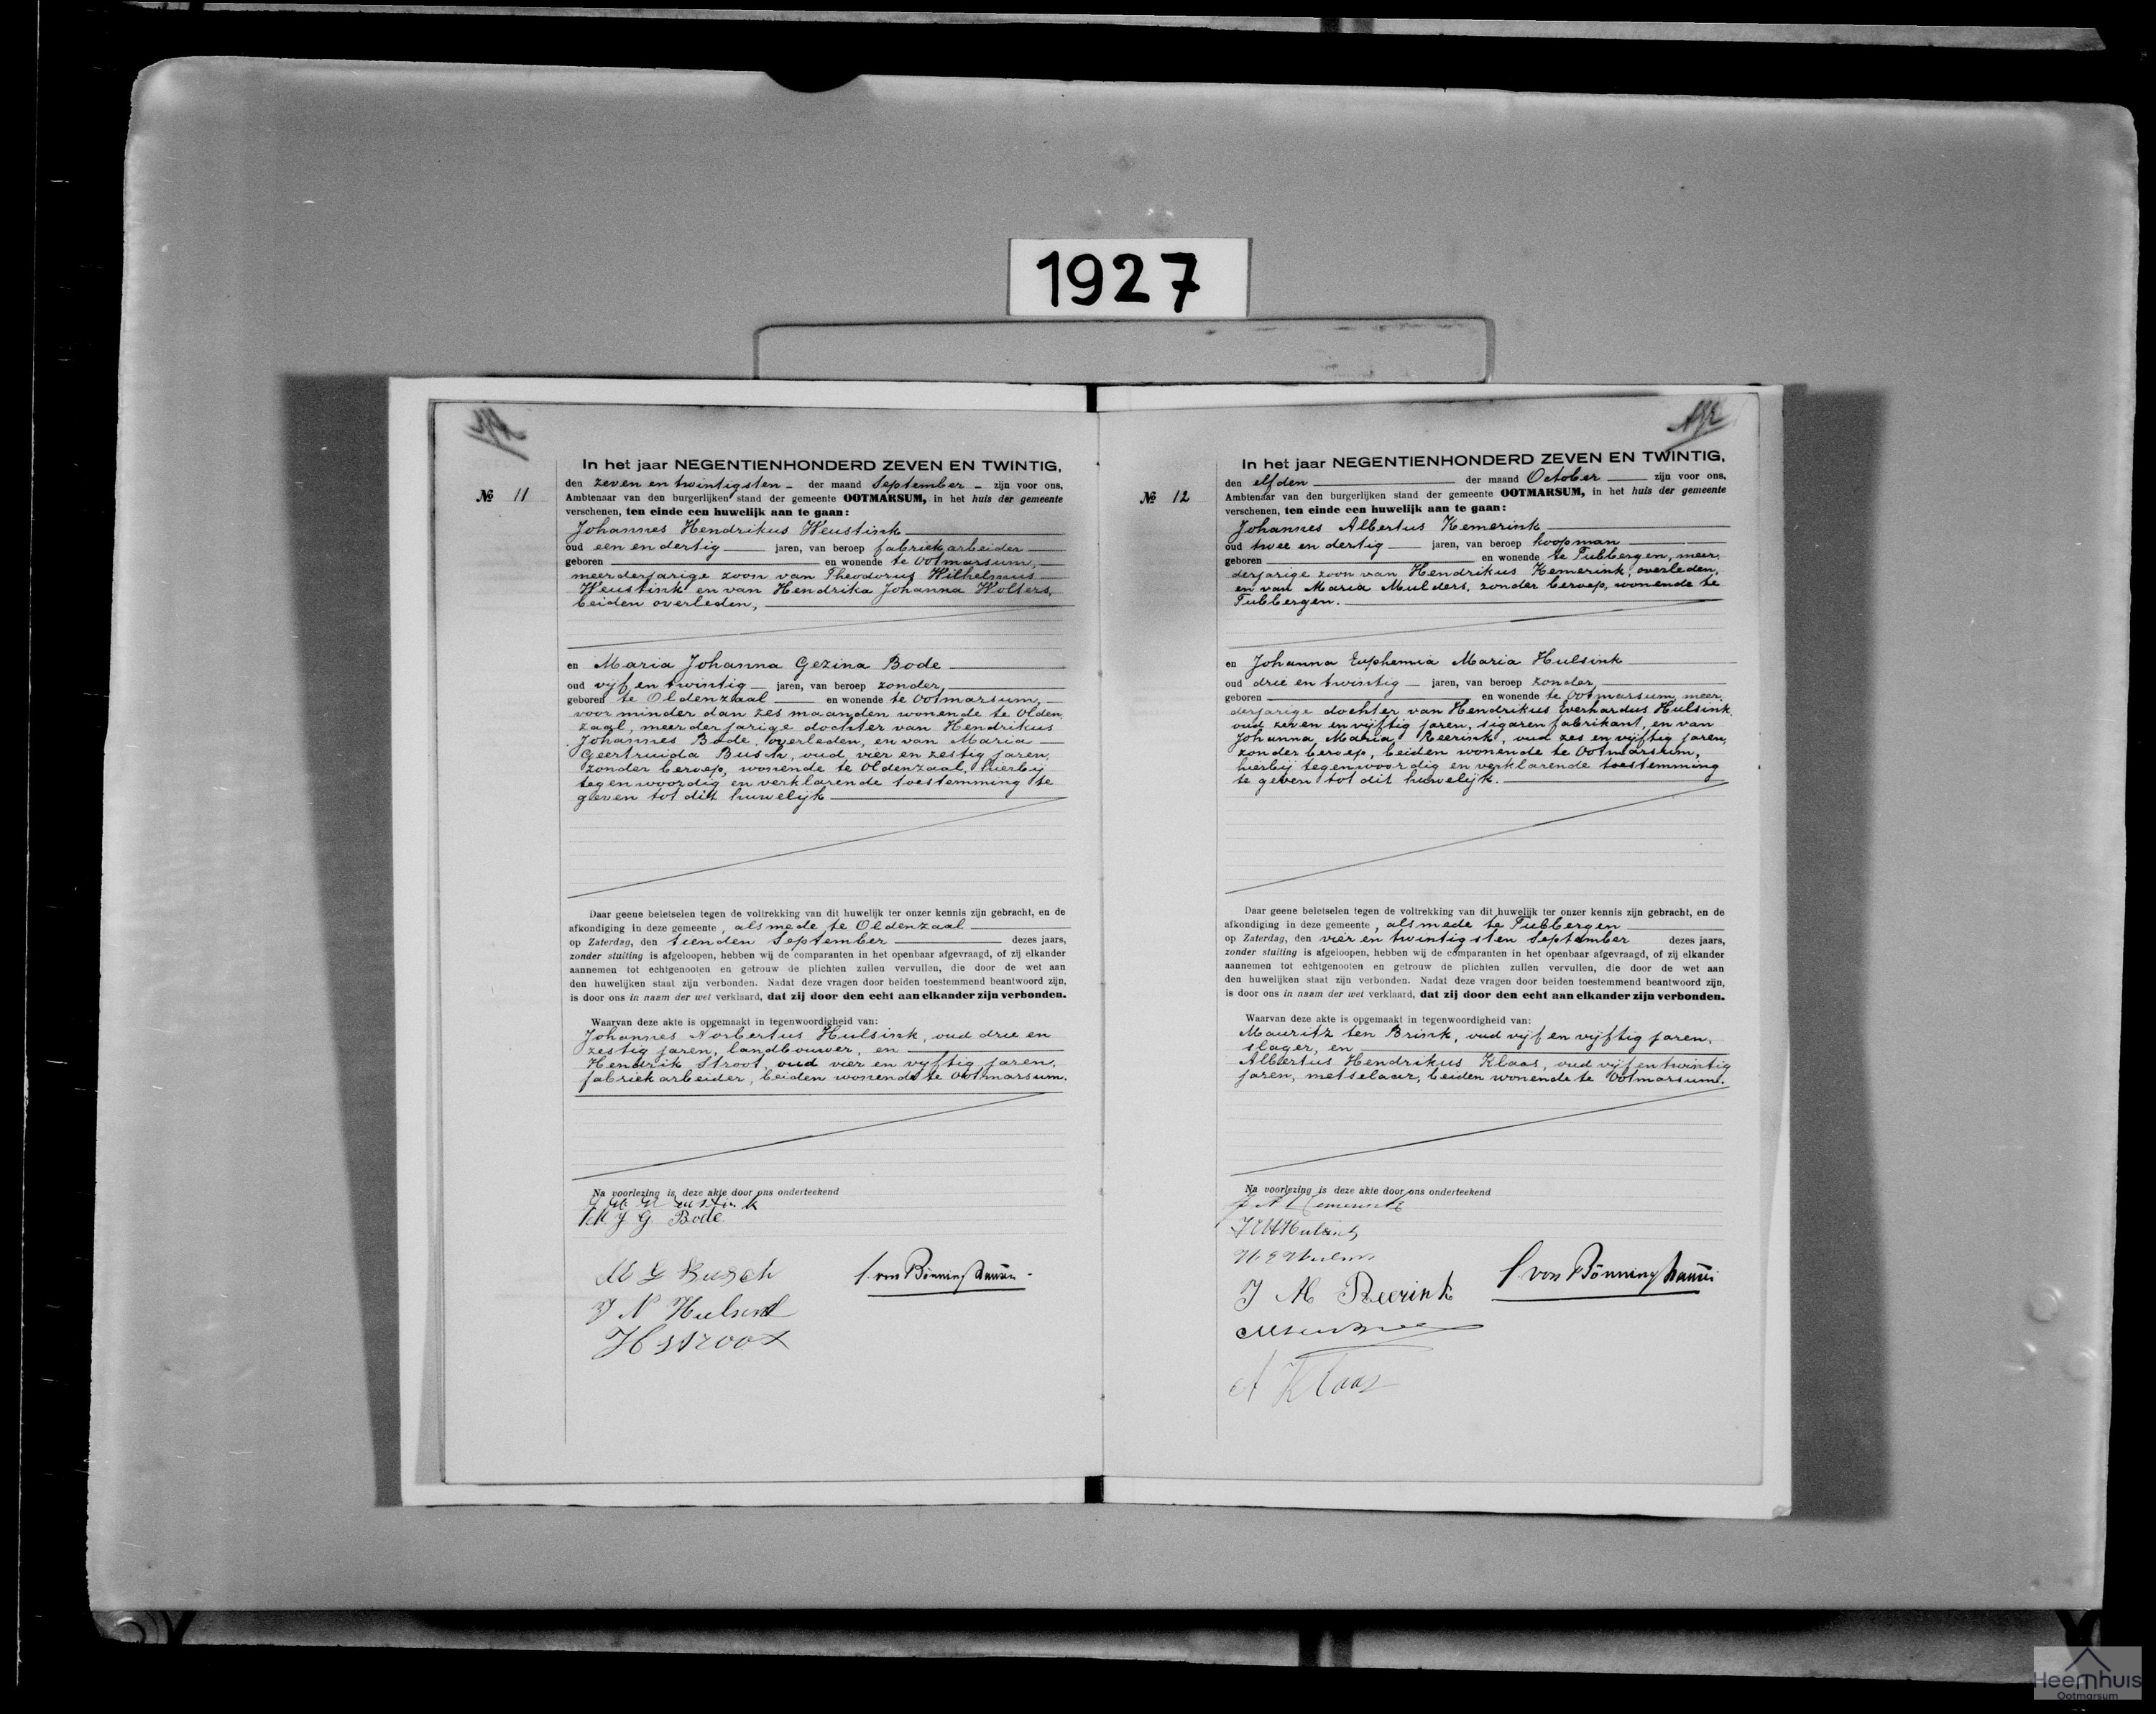 1927
In het jaar NEGENTIENHONDERD ZEVEN EN TWINTIG,
den zeven en twintigsten – der maand September – zijn voor ons,
№ 11
Ambtenaar van den burgerlijken stand der gemeente OOTMARSUM, in het huis der gemeente
verschenen, ten einde een huwelijk aan te gaan:
Johannes Hendrikus Weustink
oud een en dertig jaren, van beroep fabriekarbeider
geboren en wonende te Ootmarsum,
meerderjarige zoon van Theodorus Wilhelmus
Weustink en van Hendrika Johanna Wolters,
beiden overleden,
en Maria Johanna Gezina Bode
oud vijf en twintig jaren, van beroep zonder,
geboren te Oldenzaal en wonende te Ootmarsum,
voor minder dan zes maanden wonende te Olden
zaal, meerderjarige dochter van Hendrikus
Johannes Bode, overleden, en van Maria
Geertruida Busch, oud vier en zestig jaren,
zonder beroep, wonende te Oldenzaal, hierbij
tegenwoordig en verklarende toestemming te
geven tot dit huwelijk
Daar geene beletselen tegen de voltrekking van dit huwelijk ter onzer kennis zijn gebracht, en de
afkondiging in deze gemeente, alsmede te Oldenzaal
op Zaterdag, den tienden September dezes jaars,
zonder stuiting is afgeloopen, hebben wij de comparanten in het openbaar afgevraagd, of zij elkander
aannemen tot echtgenooten en getrouw de plichten zullen vervullen, die door de wet aan
den huwelijken staat zijn verbonden. Nadat deze vragen door beiden toestemmend beantwoord zijn,
is door ons in naam der wet verklaard, dat zij door den echt aan elkander zijn verbonden.
Waarvan deze akte is opgemaakt in tegenwoordigheid van:
Johannes Norbertus Hulsink, oud drie en
zestig jaren, landbouwer, en
Hendrik Stroot, oud vier en vijftig jaren,
fabriekarbeider, beiden wonende te Ootmarsum.
Na voorlezing is deze akte door ons onderteekend
M J G Bode
M G Busch
S. von Bönninghausen
J N Hulsink
H Stroot
In het jaar NEGENTIENHONDERD ZEVEN EN TWINTIG,
den elfden der maand October zijn voor ons,
№ 12
Ambtenaar van den burgerlijken stand der gemeente OOTMARSUM, in het huis der gemeente
verschenen, ten einde een huwelijk aan te gaan:
Johannes Albertus Kemerink
oud twee en dertig jaren, van beroep koopman
geboren en wonende te Tubbergen, meer.
derjarige zoon van Hendrikus Kemerink, overleden,
en van Maria Mulders, zonder beroep, wonende te
Tubbergen.
en Johanna Euphemia Maria Hulsink
oud drie en twintig jaren, van beroep zonder,
geboren en wonende te Ootmarsum, meer.
derjarige dochter van Hendrikus Everhardus Hulsink
oud zeven en vijftig jaren, sigarenfabrikant, en van
Johanna Maria Reerink, oud zes en vijftig jaren,
zonder beroep, beiden wonende te Ootmarsum,
hierbij tegenwoordig en verklarende toestemming
te geven tot dit huwelijk.
Daar geene beletselen tegen de voltrekking van dit huwelijk ter onzer kennis zijn gebracht, en de
afkondiging in deze gemeente, alsmede te Tubbergen
op Zaterdag, den vier en twintigsten September dezes jaars,
zonder stuiting is afgeloopen, hebben wij de comparanten in het openbaar afgevraagd, of zij elkander
aannemen tot echtgenooten en getrouw de plichten zullen vervullen, die door de wet aan
den huwelijken staat zijn verbonden. Nadat deze vragen door beiden toestemmend beantwoord zijn,
is door ons in naam der wet verklaard, dat zij door den echt aan elkander zijn verbonden.
Waarvan deze akte is opgemaakt in tegenwoordigheid van:
Mauritz ten Brink, oud vijf en vijftig jaren,
slager, en
Albertus Hendrikus Klaas, oud vijf en twintig
jaren, metselaar, beiden wonende te Ootmarsum.
Na voorlezing is deze akte door ons onderteekend
J A Kemerink
J E M Hulsink
S. von Bönninghausen
J M Reerink
A Klaas
Heemhuis
Ootmarsum